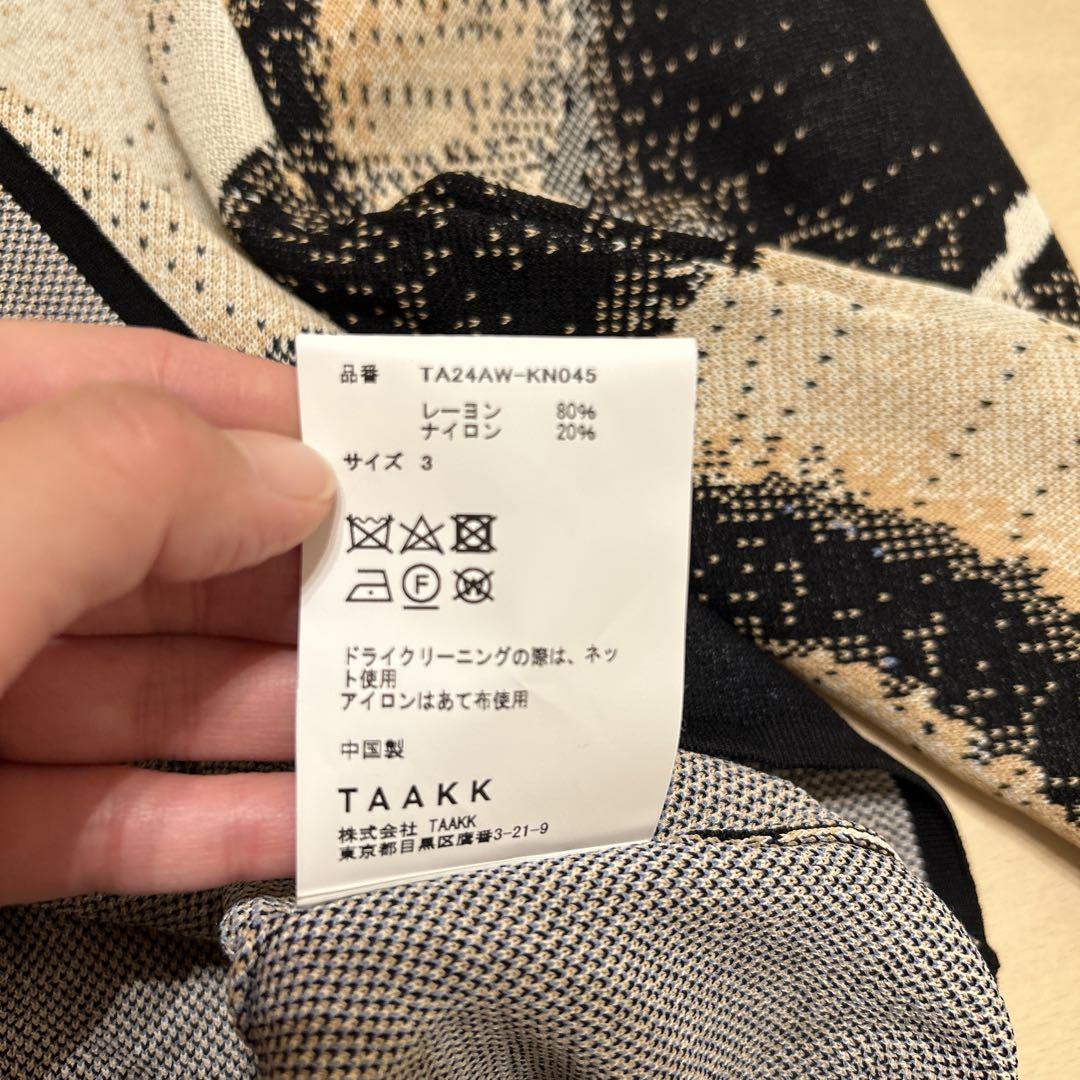 品番 TA24AW-KN045
レーヨン 80%
ナイロン 20%
サイズ 3
F W
ドライクリーニングの際は、ネッ
ト使用
アイロンはあて布使用
中国製
TAAKK
株式会社 TAAKK
東京都目黒区鷹番3-21-9